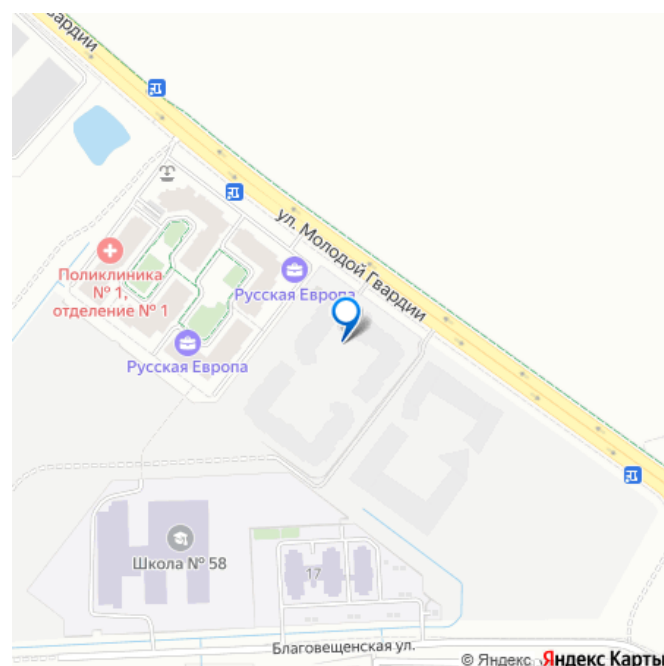 вардии
ул. Молодой Гвардии
Поликлиника
№ 1,
отделение № 1
Русская Европа
Русская Европа
Школа № 58
17
Благовещенская ул.
© Яндекс
Яндекс Карты